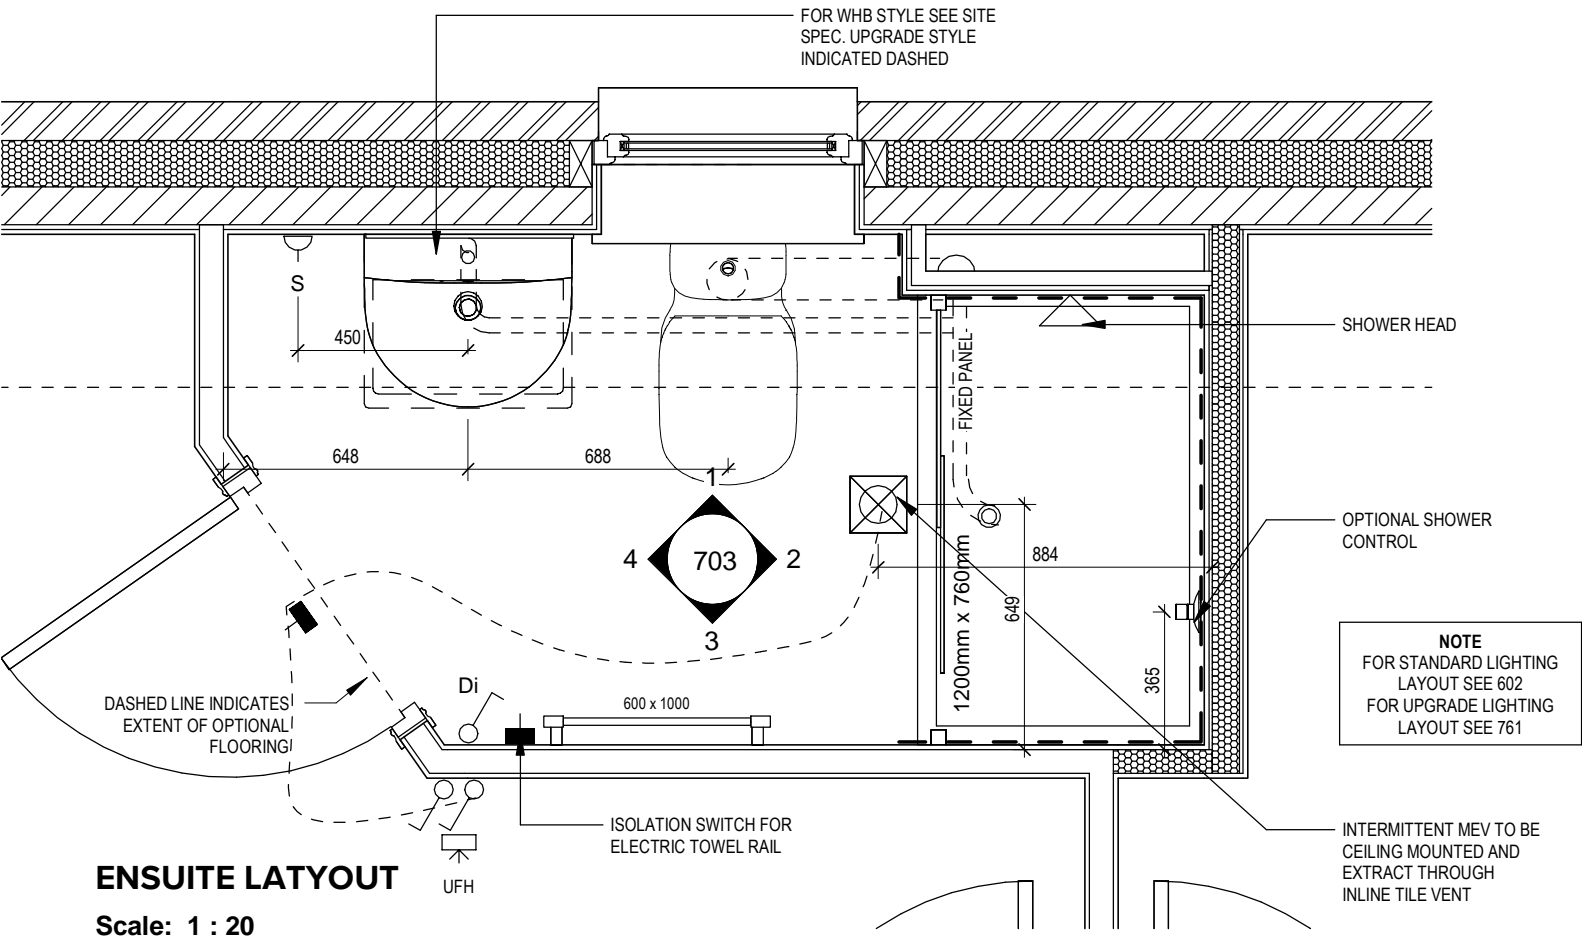 FOR WHB STYLE SEE SITE
SPEC. UPGRADE STYLE
INDICATED DASHED
S
450
FIXED PANEL
SHOWER HEAD
648
688
1
4
703
2
3
884
649
1200mm x 760mm
365
OPTIONAL SHOWER
CONTROL
NOTE
FOR STANDARD LIGHTING
LAYOUT SEE 602
FOR UPGRADE LIGHTING
LAYOUT SEE 761
DASHED LINE INDICATES
EXTENT OF OPTIONAL
FLOORING
Di
600 x 1000
ISOLATION SWITCH FOR
ELECTRIC TOWEL RAIL
UFH
INTERMITTENT MEV TO BE
CEILING MOUNTED AND
EXTRACT THROUGH
INLINE TILE VENT
ENSUITE LATYOUT
Scale: 1 : 20